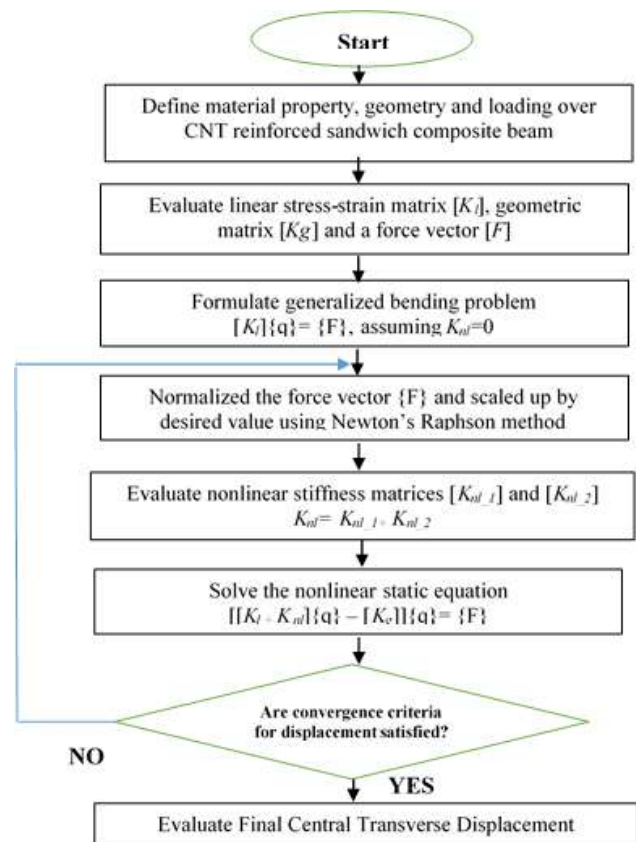 Start
Define material property, geometry and loading over
CNT reinforced sandwich composite beam
Evaluate linear stress-strain matrix [Kl], geometric
matrix [Kg] and a force vector [F]
Formulate generalized bending problem
[Kl]{q}= {F}, assuming Knl=0
Normalized the force vector {F} and scaled up by
desired value using Newton’s Raphson method
Evaluate nonlinear stiffness matrices [Knl_1] and [Knl_2]
Knl= Knl_1+ Knl_2
Solve the nonlinear static equation
[[Kl + Knl]{q} – [Kg]]{q}= {F}
Are convergence criteria
for displacement satisfied?
NO
YES
Evaluate Final Central Transverse Displacement